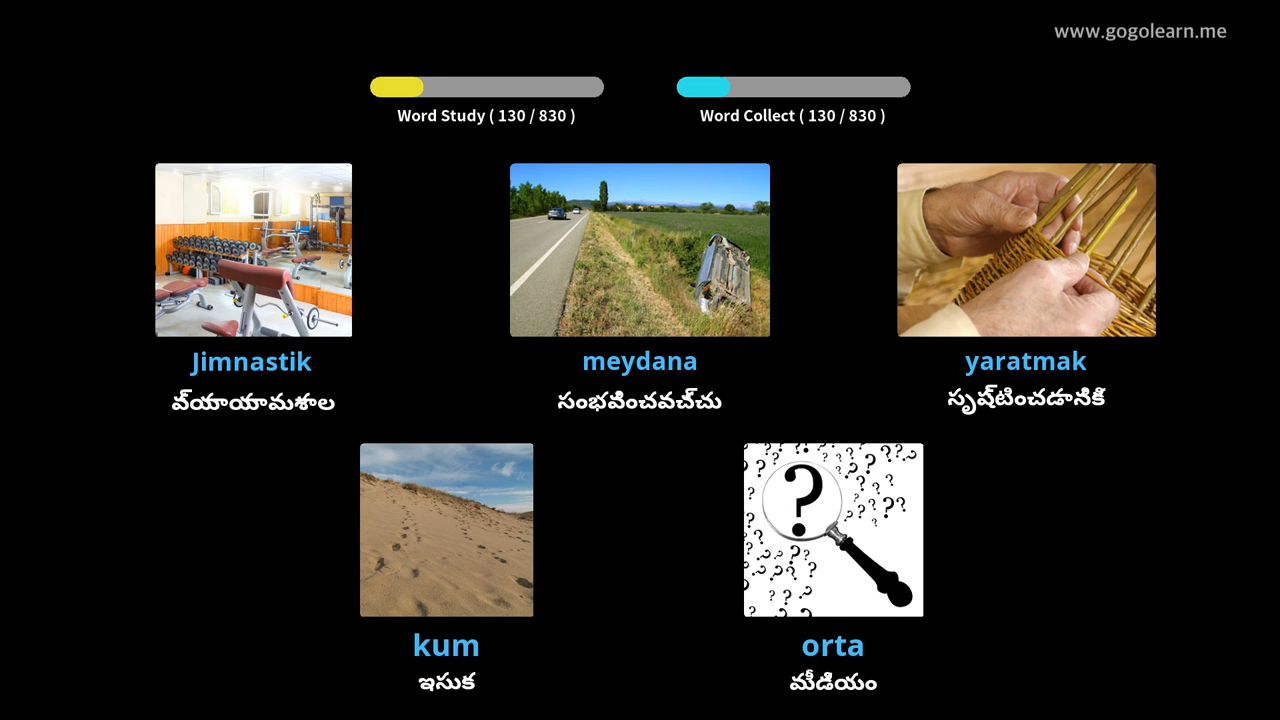 www.gogolearn.me
Word Study ( 130 / 830 )
Word Collect ( 130 / 830 )
Jimnastik
వ్యాయామశాల
meydana
సంభవించవచ్చు
yaratmak
సృష్టించడానికి
kum
ఇసుక
orta
మీడియం